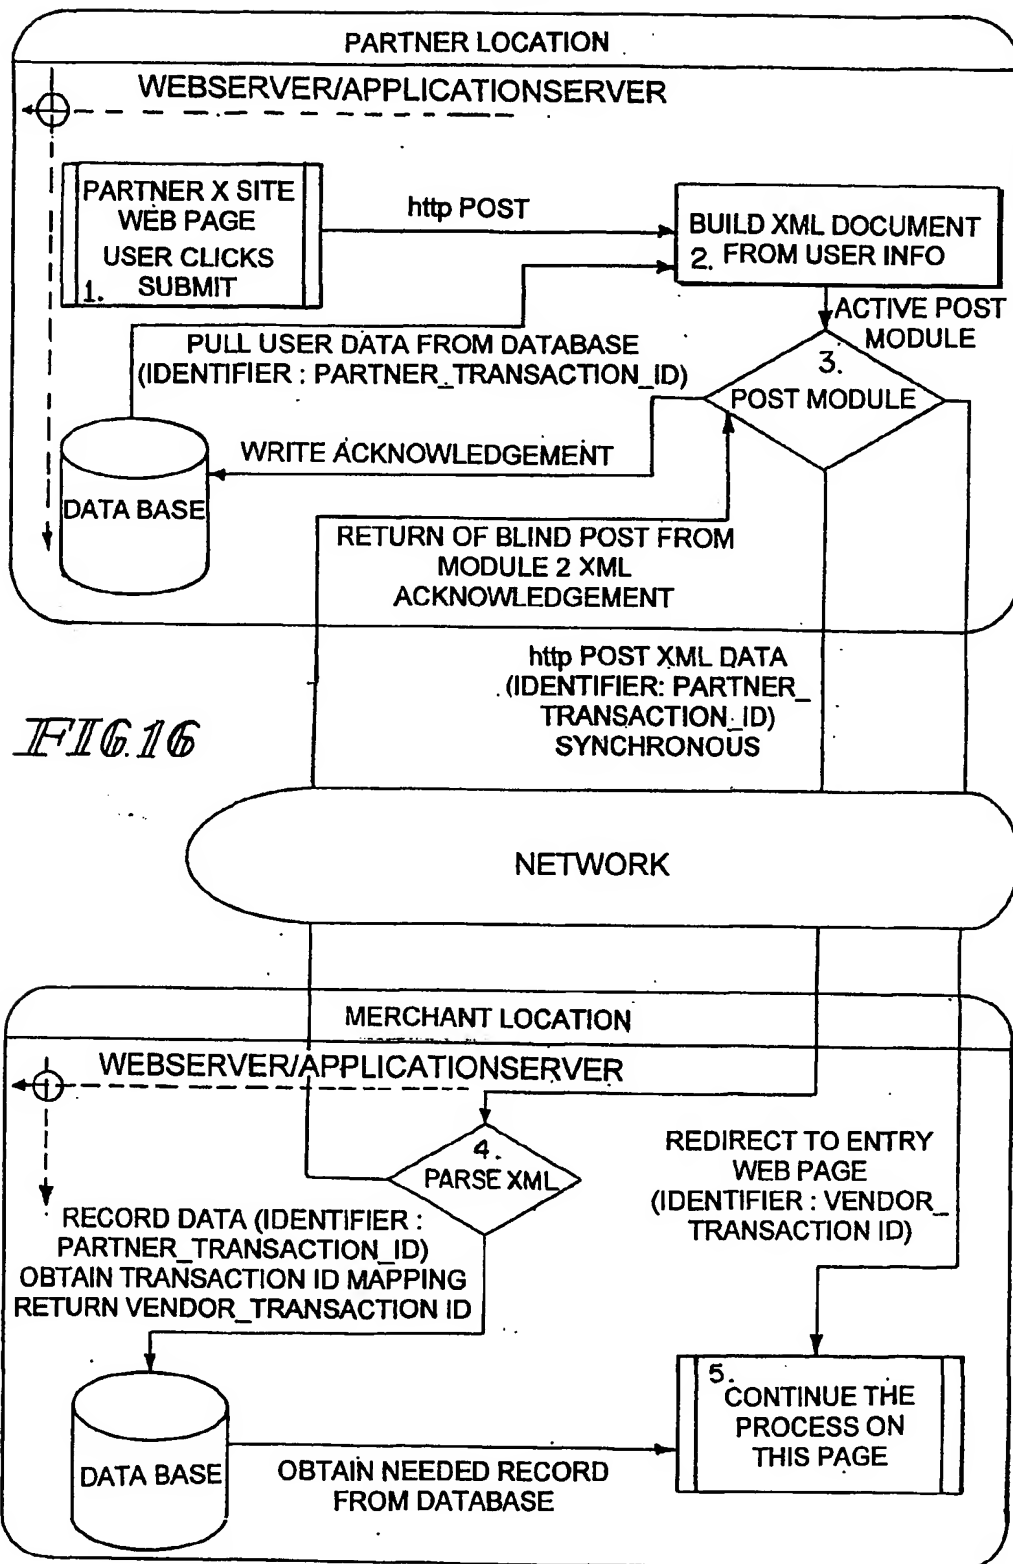 PARTNER LOCATION
WEBSERVER/APPLICATIONSERVER
PARTNER X SITE
WEB PAGE
USER CLICKS
SUBMIT
1.
http POST
BUILD XML DOCUMENT
2. FROM USER INFO
ACTIVE POST
MODULE
PULL USER DATA FROM DATABASE
(IDENTIFIER : PARTNER_TRANSACTION_ID)
3.
POST MODULE
WRITE ACKNOWLEDGEMENT
DATA BASE
RETURN OF BLIND POST FROM
MODULE 2 XML
ACKNOWLEDGEMENT
http POST XML DATA
(IDENTIFIER: PARTNER_
TRANSACTION_ID)
SYNCHRONOUS
FIG.16
NETWORK
MERCHANT LOCATION
WEBSERVER/APPLICATIONSERVER
4.
PARSE XML
REDIRECT TO ENTRY
WEB PAGE
(IDENTIFIER : VENDOR_
TRANSACTION ID)
RECORD DATA (IDENTIFIER :
PARTNER_TRANSACTION_ID)
OBTAIN TRANSACTION ID MAPPING
RETURN VENDOR_TRANSACTION ID
5.
CONTINUE THE
PROCESS ON
THIS PAGE
DATA BASE
OBTAIN NEEDED RECORD
FROM DATABASE